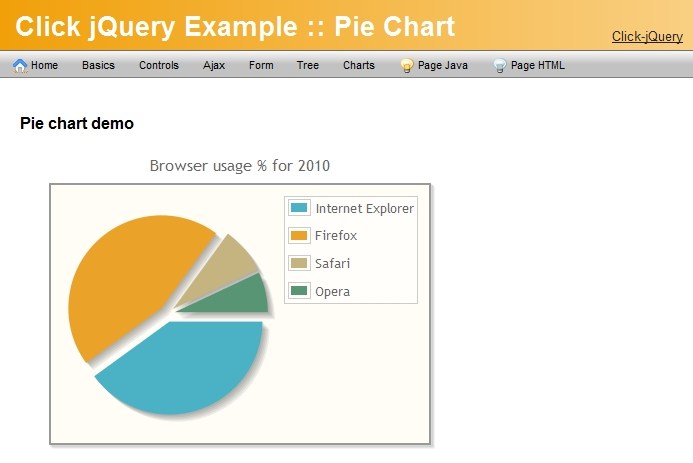 Click jQuery Example :: Pie Chart
Click-jQuery
Home Basics Controls Ajax Form Tree Charts Page Java Page HTML
Pie chart demo
Browser usage % for 2010
Internet Explorer
Firefox
Safari
Opera